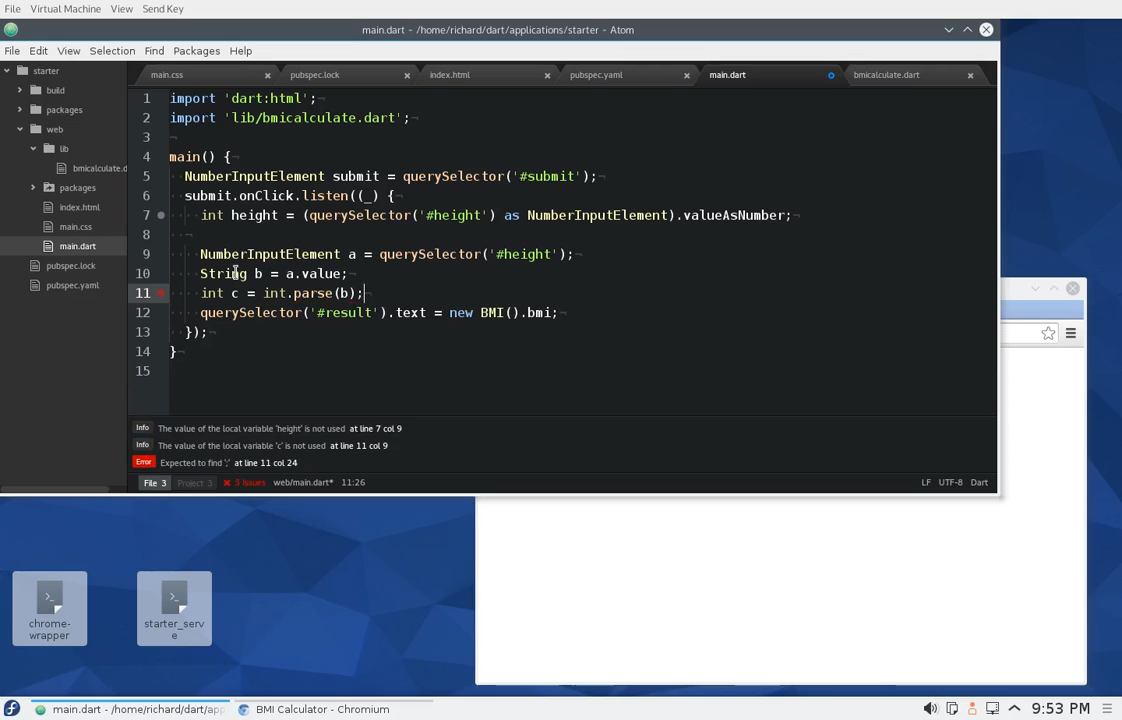 File Virtual Machine View Send Key
main.dart - /home/richard/dart/applications/starter - Atom
File Edit View Selection Find Packages Help
starter
build
packages
web
lib
bmicalculate.d
packages
index.html
main.css
main.dart
pubspec.lock
pubspec.yaml
main.css pubspec.lock index.html pubspec.yaml main.dart bmicalculate.dart
1 import 'dart:html';
2 import 'lib/bmicalculate.dart';
3
4 main() {
5 NumberInputElement submit = querySelector('#submit');
6 submit.onClick.listen((_) {
7 int height = (querySelector('#height') as NumberInputElement).valueAsNumber;
8
9 NumberInputElement a = querySelector('#height');
10 String b = a.value;
11 int c = int.parse(b);
12 querySelector('#result').text = new BMI().bmi;
13 });
14 }
15
Info The value of the local variable 'height' is not used at line 7 col 9
Info The value of the local variable 'c' is not used at line 11 col 9
Error Expected to find ';' at line 11 col 24
File 3 Project 3 5 Issues web/main.dart* 11:26 LF UTF-8 Dart
chrome-wrapper
starter_serve
main.dart - /home/richard/dart/app
BMI Calculator - Chromium
9:53 PM